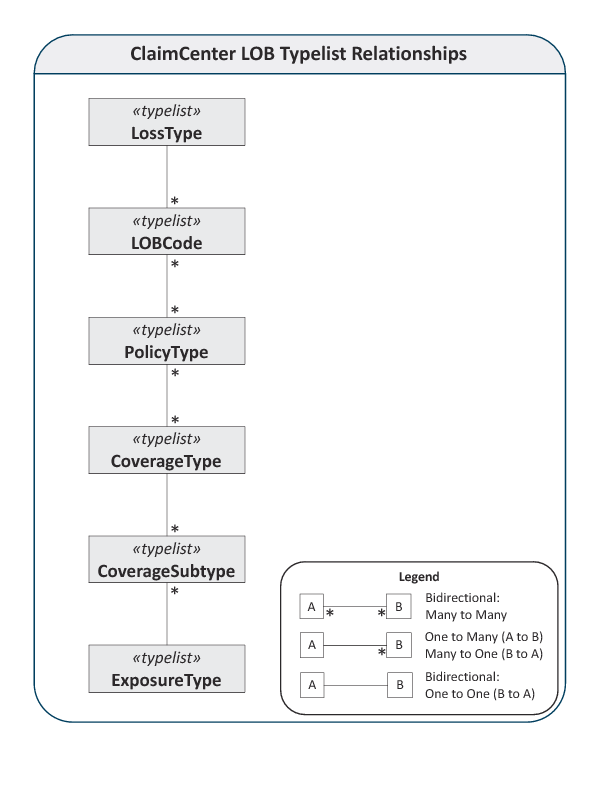 ClaimCenter LOB Typelist Relationships
«typelist»
LossType
*
«typelist»
LOBCode
*
*
«typelist»
PolicyType
*
*
«typelist»
CoverageType
*
«typelist»
CoverageSubtype
*
«typelist»
ExposureType
Legend
A * * B Bidirectional:
Many to Many
A * B One to Many (A to B)
Many to One (B to A)
A B Bidirectional:
One to One (B to A)